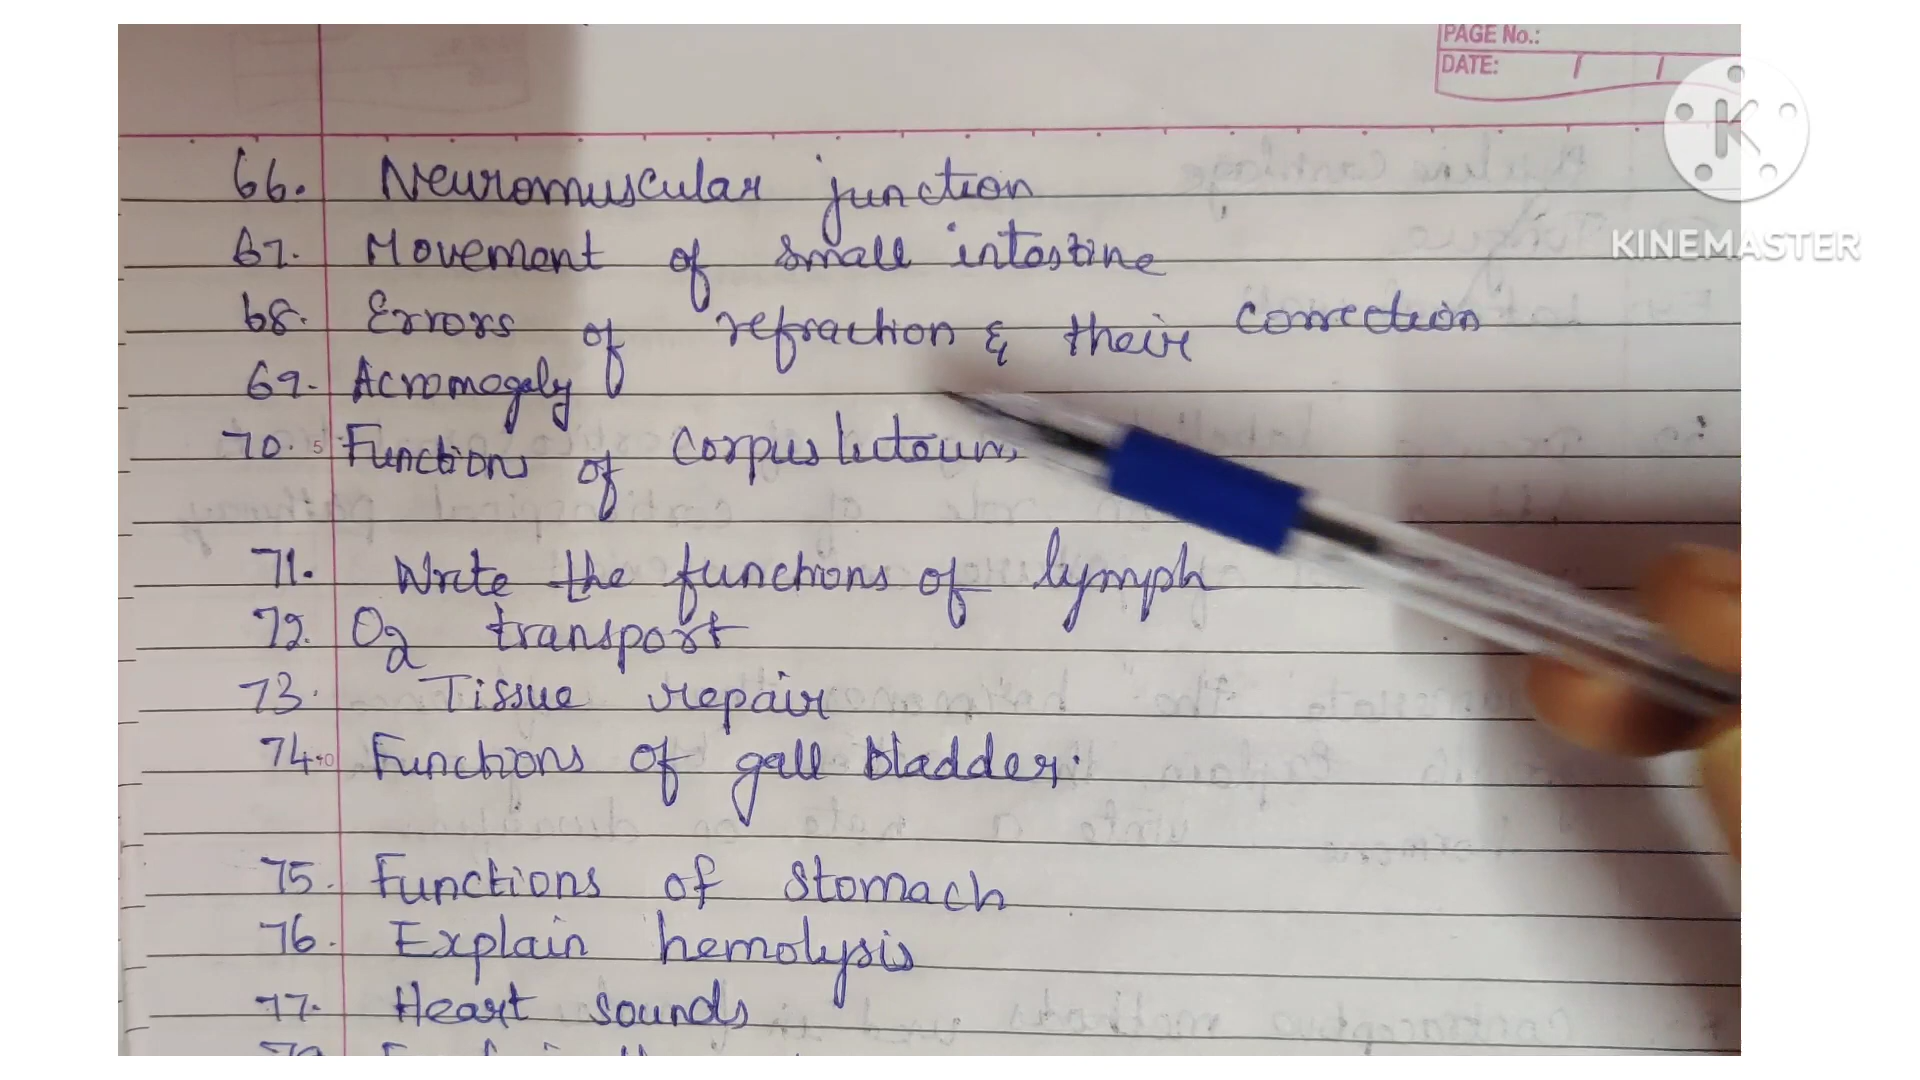 PAGE No.:
DATE:
KINEMASTER
66. Neuromuscular junction
67. Movement of small intestine
68. Errors of refraction & their correction
69. Acromegaly
70. Functions of corpus luteum
71. Write the functions of lymph
72. O2 transport
73. Tissue repair
74. Functions of gall bladder.
75. Functions of stomach
76. Explain hemolysis
77. Heart sounds